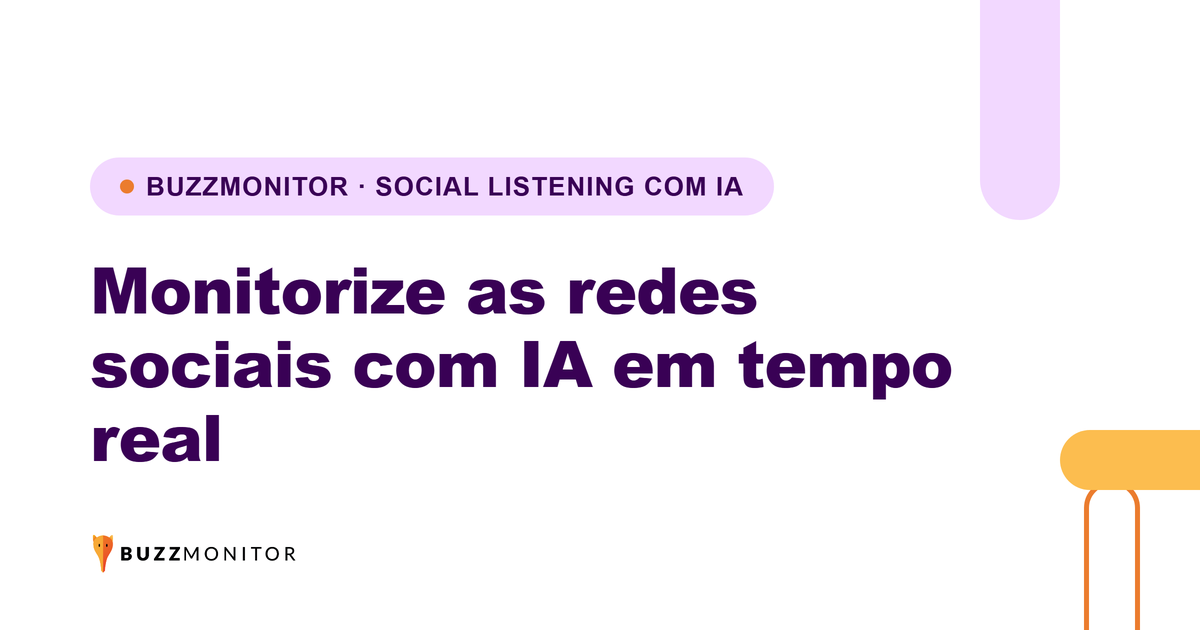 BUZZMONITOR · SOCIAL LISTENING COM IA
Monitorize as redes
sociais com IA em tempo
real
BUZZMONITOR